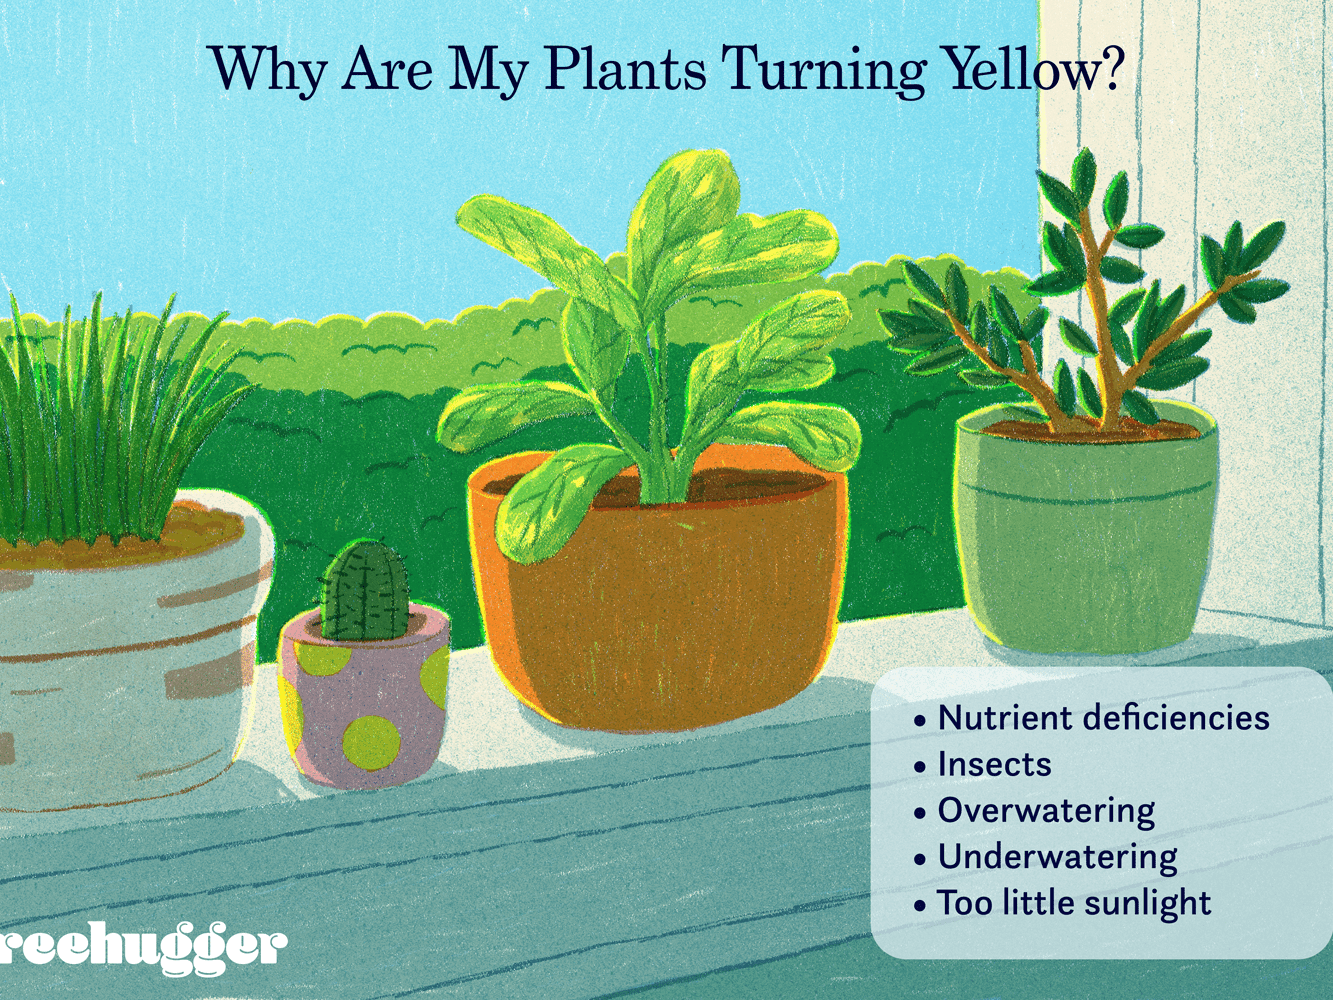 Why Are My Plants Turning Yellow?
• Nutrient deficiencies
• Insects
• Overwatering
• Underwatering
• Too little sunlight
reehugger